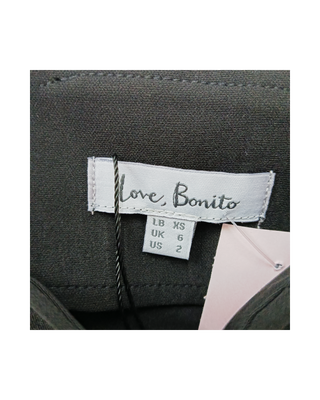 Love, Bonito
LB XS
UK 6
US 2